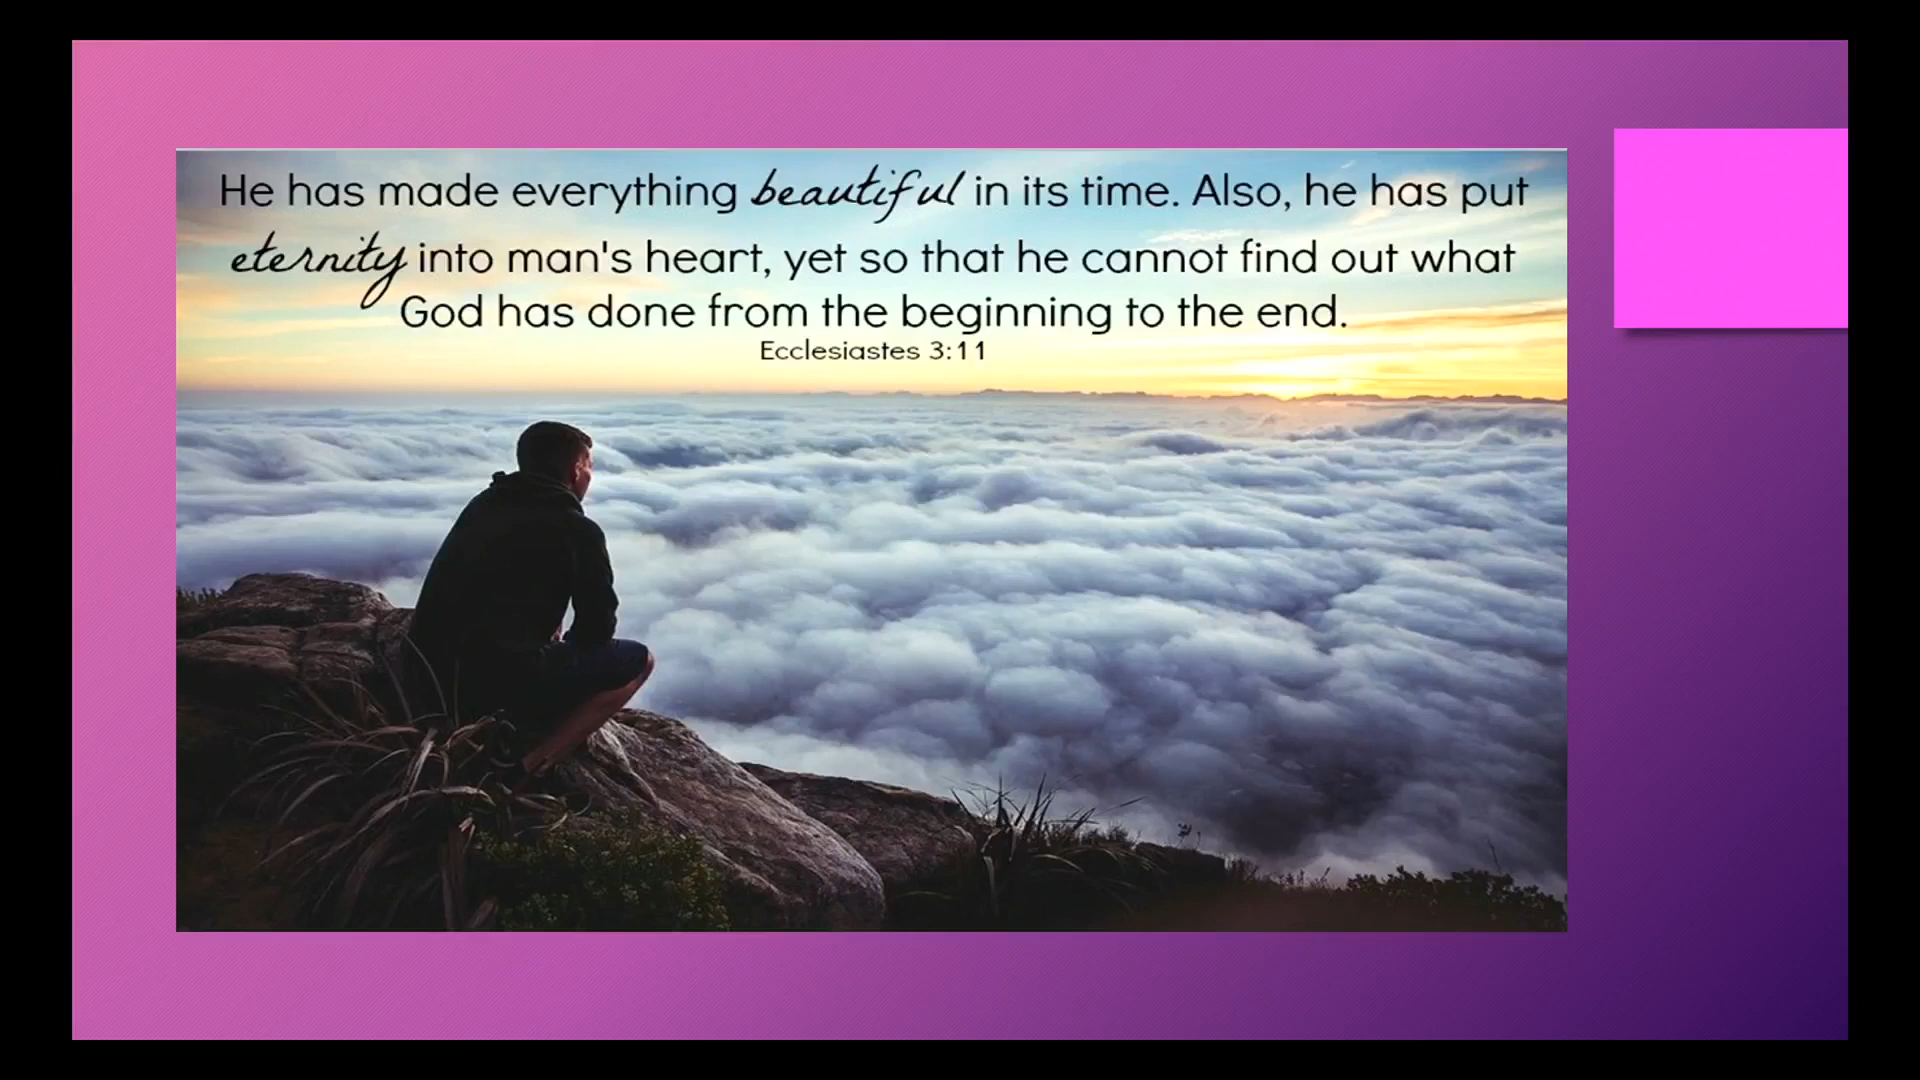 He has made everything beautiful in its time. Also, he has put
eternity into man's heart, yet so that he cannot find out what
God has done from the beginning to the end.
Ecclesiastes 3:11